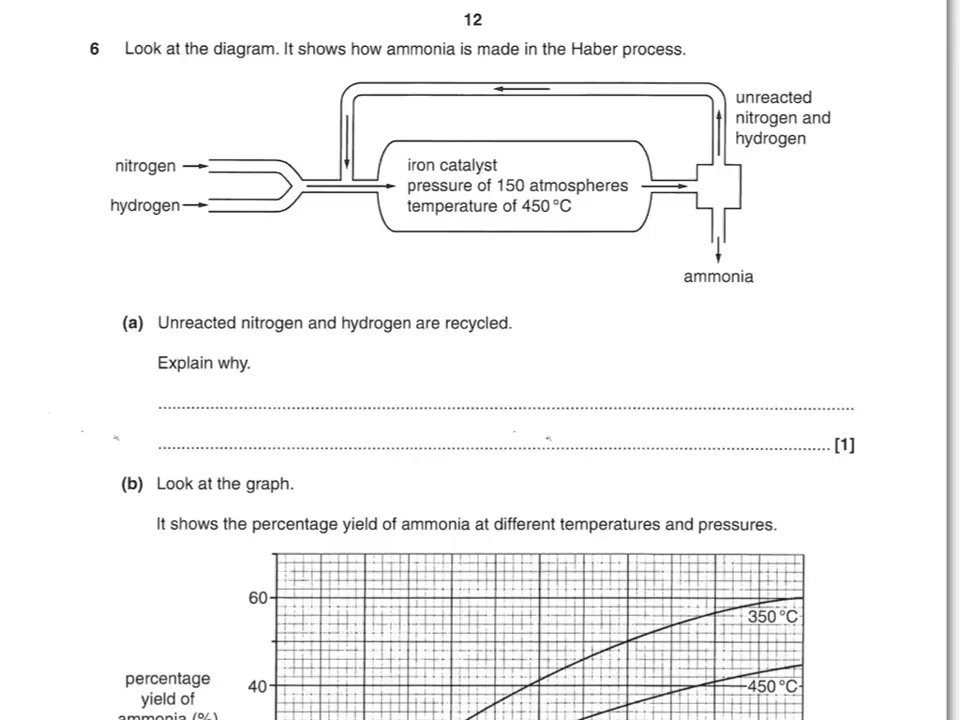 12
6 Look at the diagram. It shows how ammonia is made in the Haber process.
unreacted
nitrogen and
hydrogen
nitrogen
iron catalyst
pressure of 150 atmospheres
hydrogen
temperature of 450 °C
ammonia
(a) Unreacted nitrogen and hydrogen are recycled.
Explain why.
[1]
(b) Look at the graph.
It shows the percentage yield of ammonia at different temperatures and pressures.
60
350 °C
percentage
40
450 °C
yield of
ammonia (%)